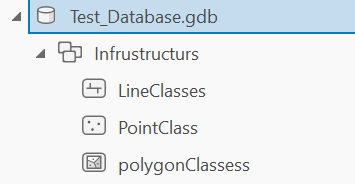 Test_Database.gdb
Infrustructurs
LineClasses
PointClass
polygonClassess